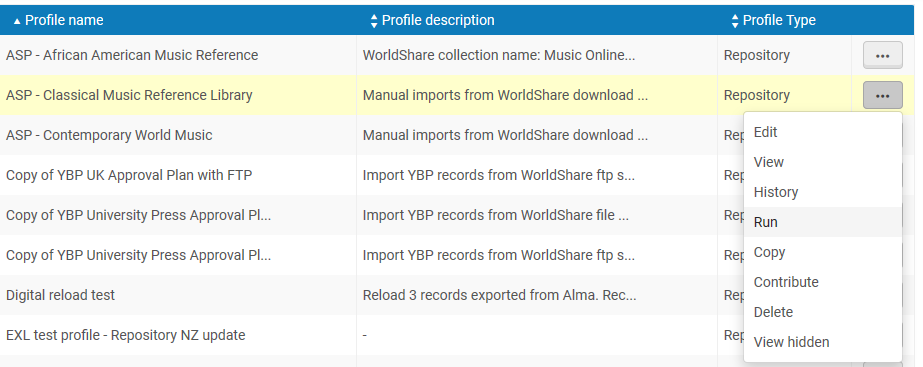 Profile name Profile description Profile Type
ASP - African American Music Reference WorldShare collection name: Music Online... Repository ...
ASP - Classical Music Reference Library Manual imports from WorldShare download ... Repository ...
ASP - Contemporary World Music Manual imports from WorldShare download ... Rep
Copy of YBP UK Approval Plan with FTP Import YBP records from WorldShare ftp s... Rep
Copy of YBP University Press Approval Pl... Import YBP records from WorldShare file ... Rep
Copy of YBP University Press Approval Pl... Import YBP records from WorldShare ftp s... Rep
Digital reload test Reload 3 records exported from Alma. Rec... Rep
EXL test profile - Repository NZ update - Rep
Edit
View
History
Run
Copy
Contribute
Delete
View hidden